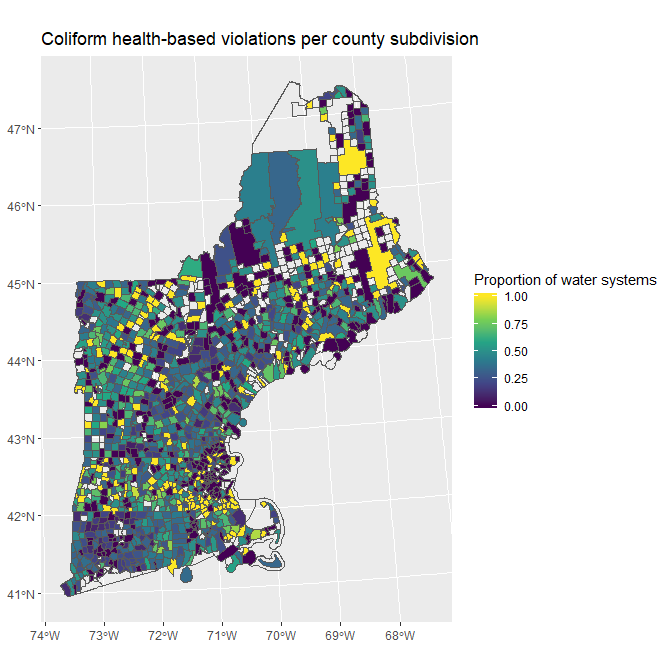 Coliform health-based violations per county subdivision
47°N
46°N
45°N
44°N
43°N
42°N
41°N
74°W
73°W
72°W
71°W
70°W
69°W
68°W
Proportion of water systems
1.00
0.75
0.50
0.25
0.00